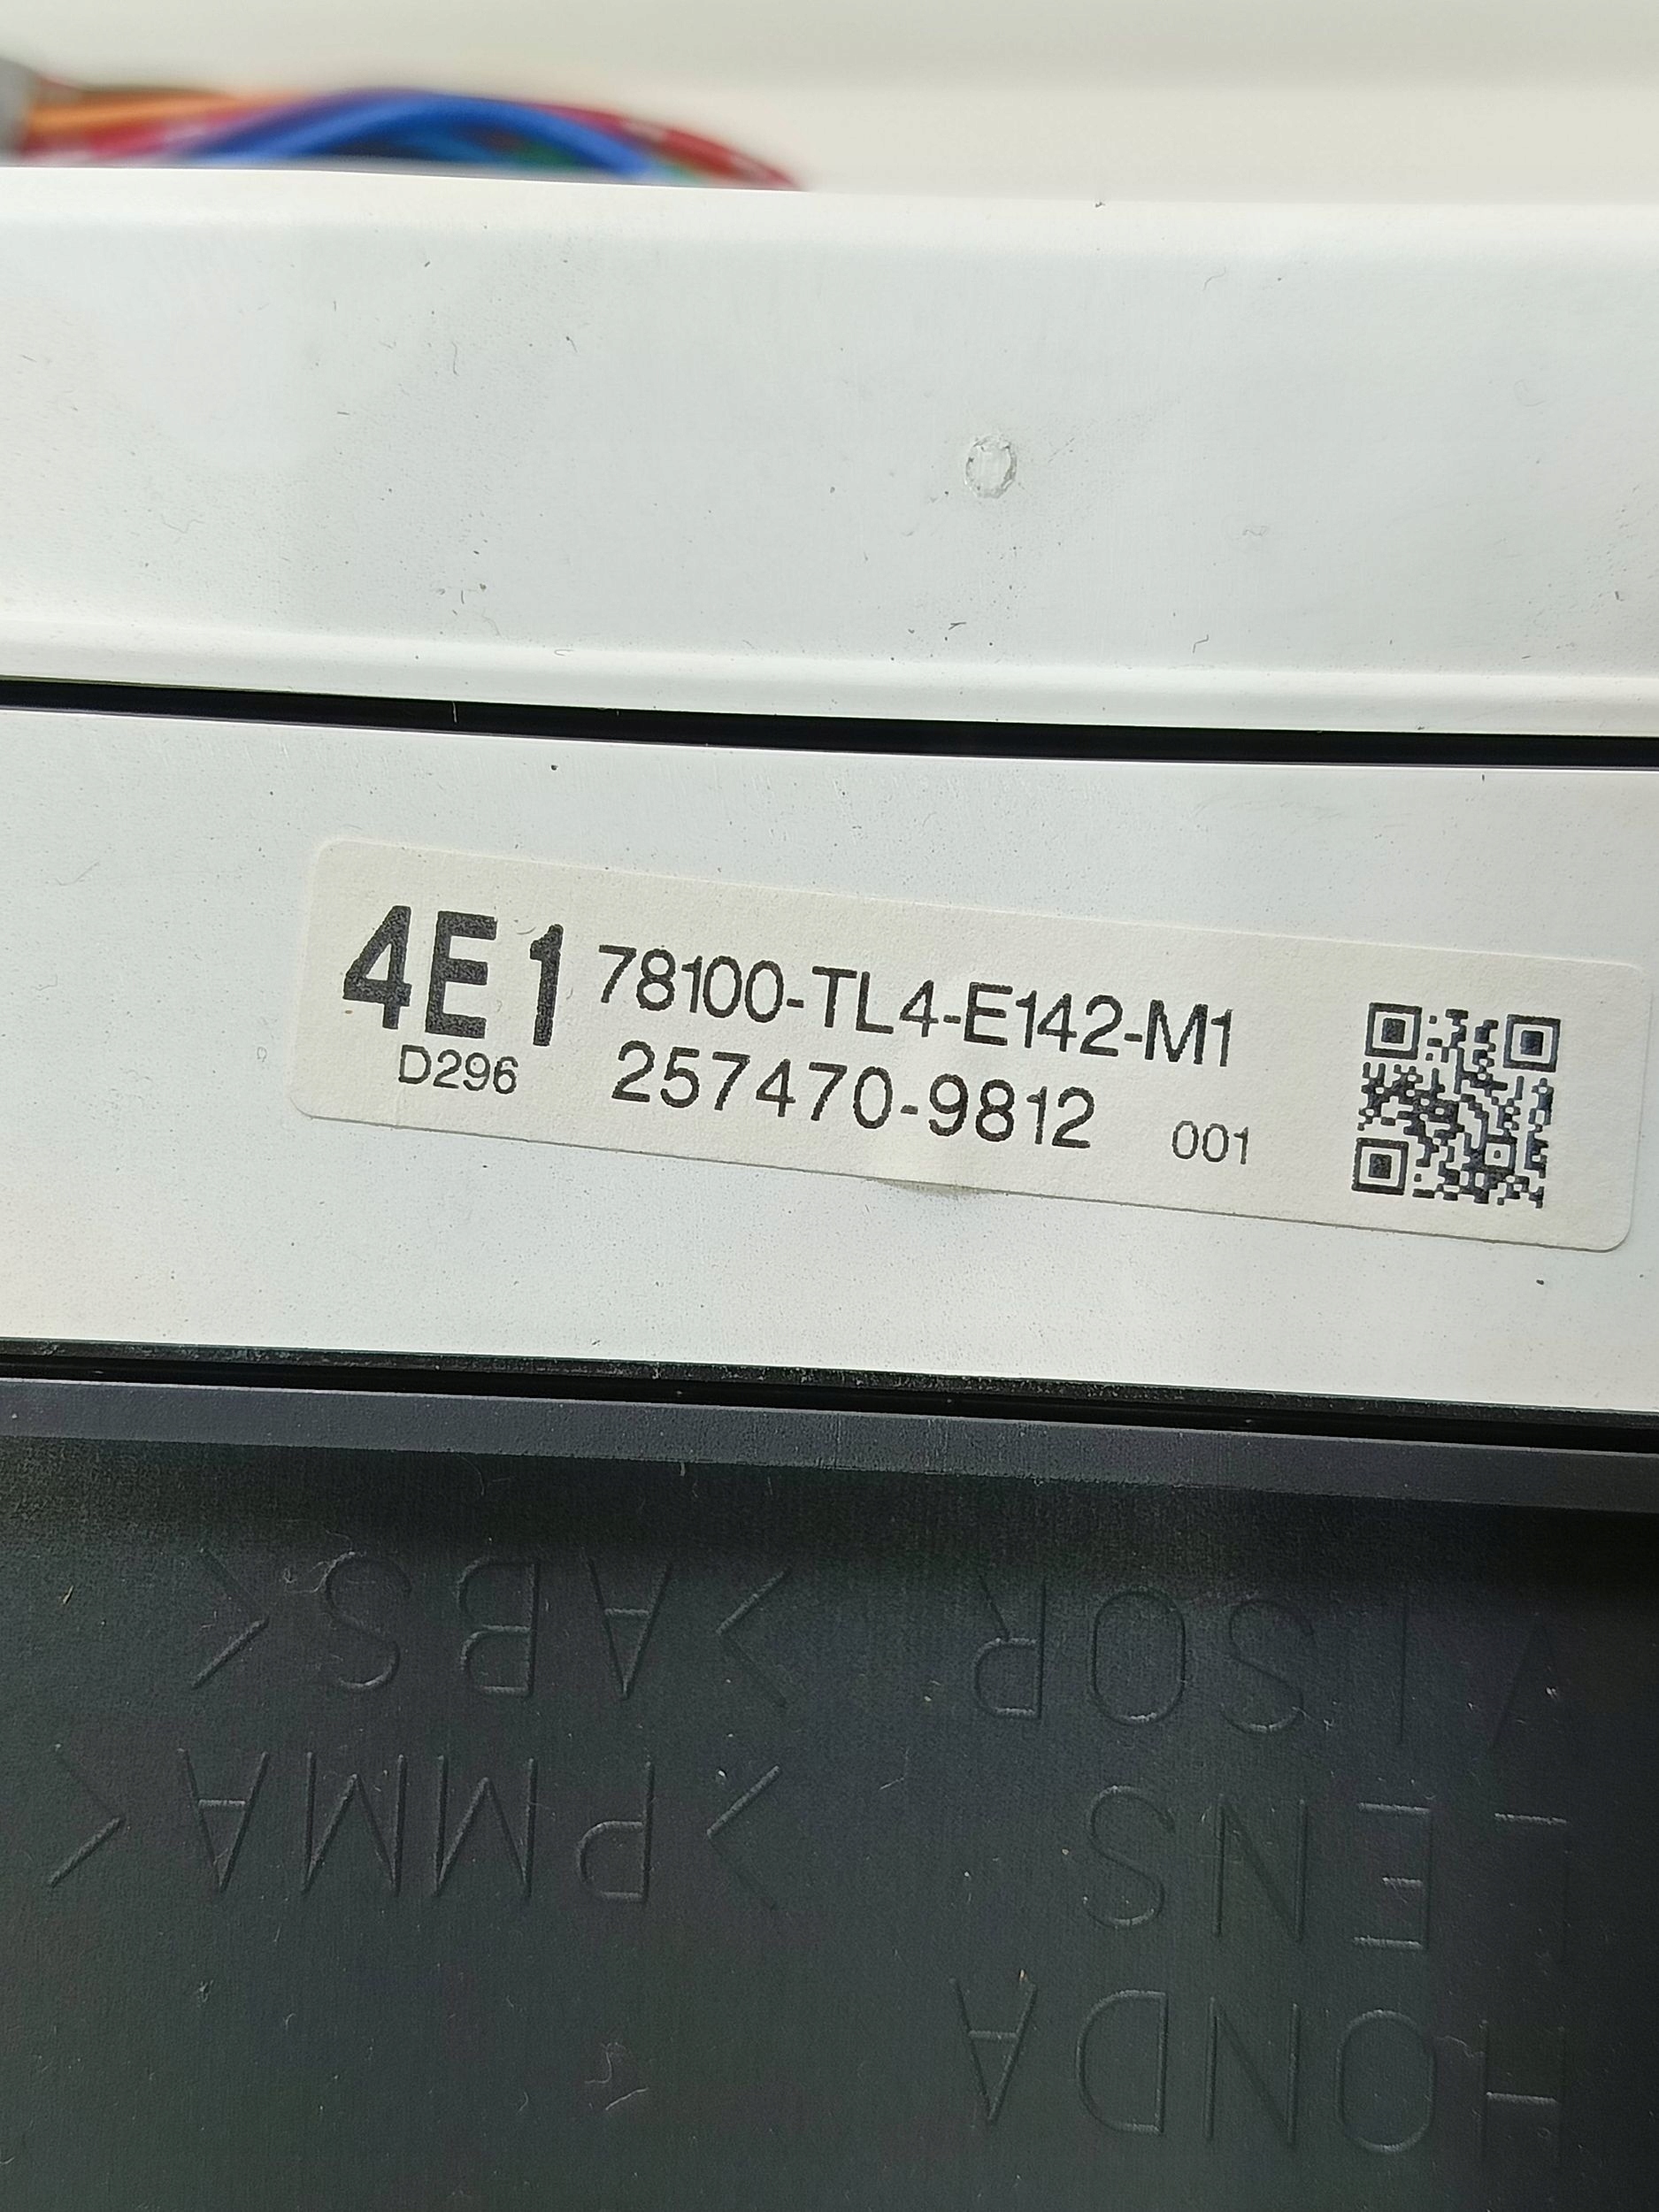 4E1 78100-TL4-E142-M1
D296 257470-9812 001
HONDA
LENS >PMMA<
VISOR >ABS<